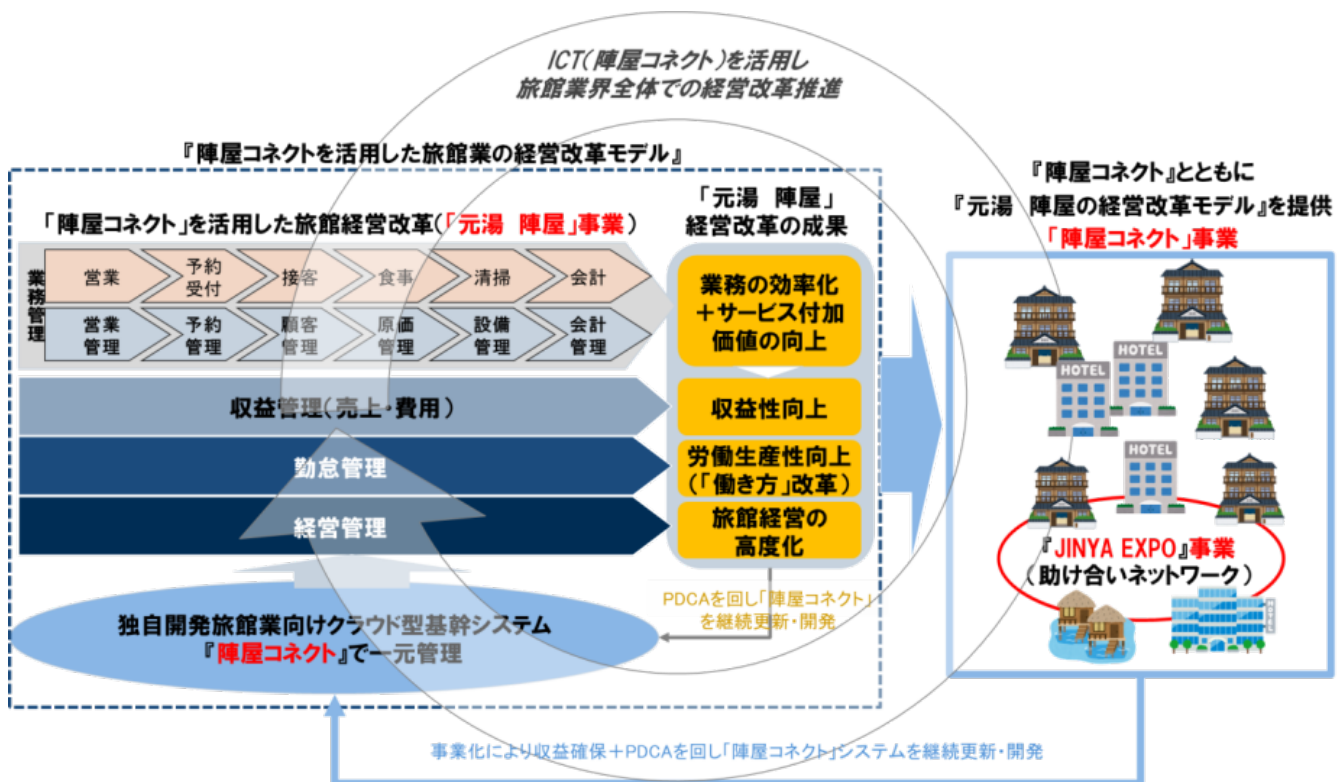 ICT(陣屋コネクト)を活用し
旅館業界全体での経営改革推進
『陣屋コネクトを活用した旅館業の経営改革モデル』
「陣屋コネクト」を活用した旅館経営改革(「元湯 陣屋」事業)
業務管理
営業
予約
受付
接客
食事
清掃
会計
営業
管理
予約
管理
顧客
管理
原価
管理
設備
管理
会計
管理
収益管理(売上・費用)
勤怠管理
経営管理
独自開発旅館業向けクラウド型基幹システム
『陣屋コネクト』で一元管理
「元湯 陣屋」
経営改革の成果
業務の効率化
+サービス付加
価値の向上
収益性向上
労働生産性向上
(「働き方」改革)
旅館経営の
高度化
PDCAを回し「陣屋コネクト」
を継続更新・開発
『陣屋コネクト』とともに
『元湯 陣屋の経営改革モデル』を提供
「陣屋コネクト」事業
HOTEL
HOTEL
HOTEL
『JINYA EXPO』事業
(助け合いネットワーク)
HOTEL
事業化により収益確保+PDCAを回し「陣屋コネクト」システムを継続更新・開発